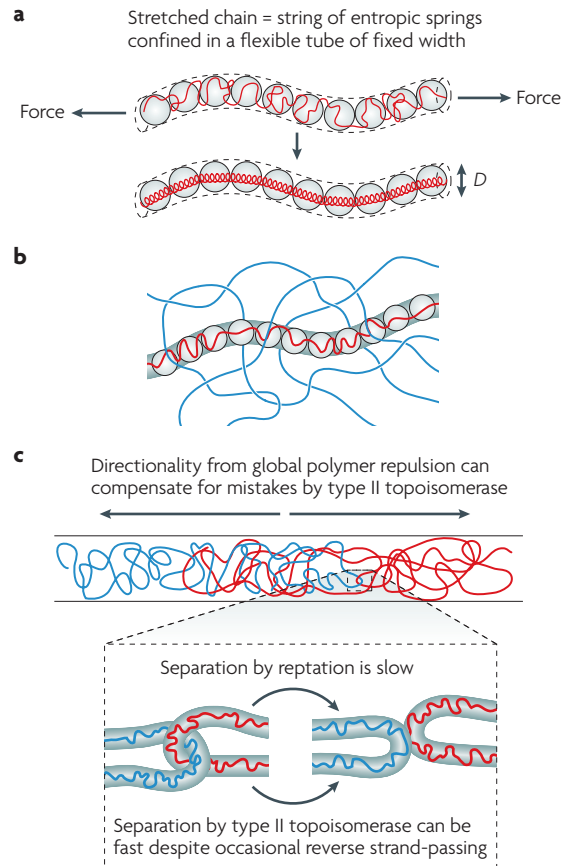 a
Stretched chain = string of entropic springs
confined in a flexible tube of fixed width
Force
Force
D
b
c
Directionality from global polymer repulsion can
compensate for mistakes by type II topoisomerase
Separation by reptation is slow
Separation by type II topoisomerase can be
fast despite occasional reverse strand-passing